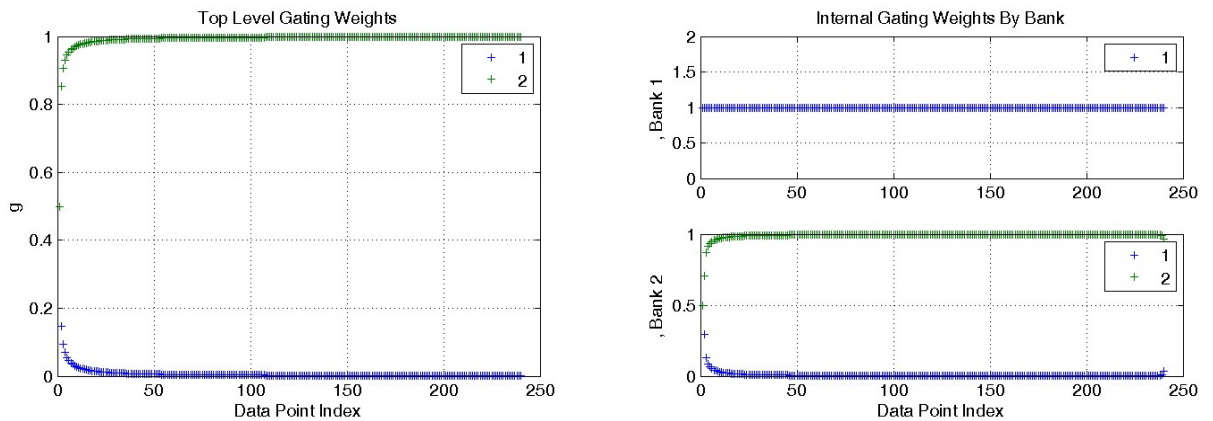 Top Level Gating Weights
1
0.8
0.6
0.4
0.2
0
g
0 50 100 150 200 250
Data Point Index
1
2
Internal Gating Weights By Bank
2
1.5
1
0.5
0
, Bank 1
0 50 100 150 200 250
1
1
0.5
0
, Bank 2
0 50 100 150 200 250
Data Point Index
1
2